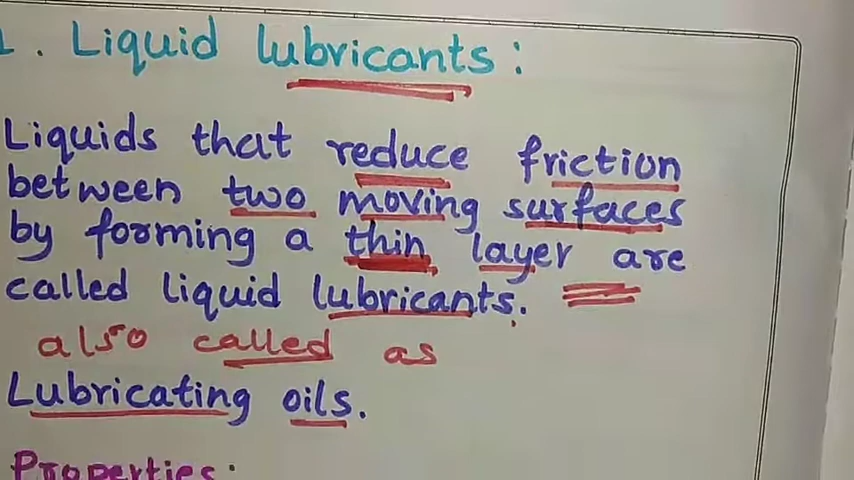 1. Liquid lubricants:
Liquids that reduce friction
between two moving surfaces
by forming a thin layer are
called liquid lubricants.
also called as
Lubricating oils.
Properties: